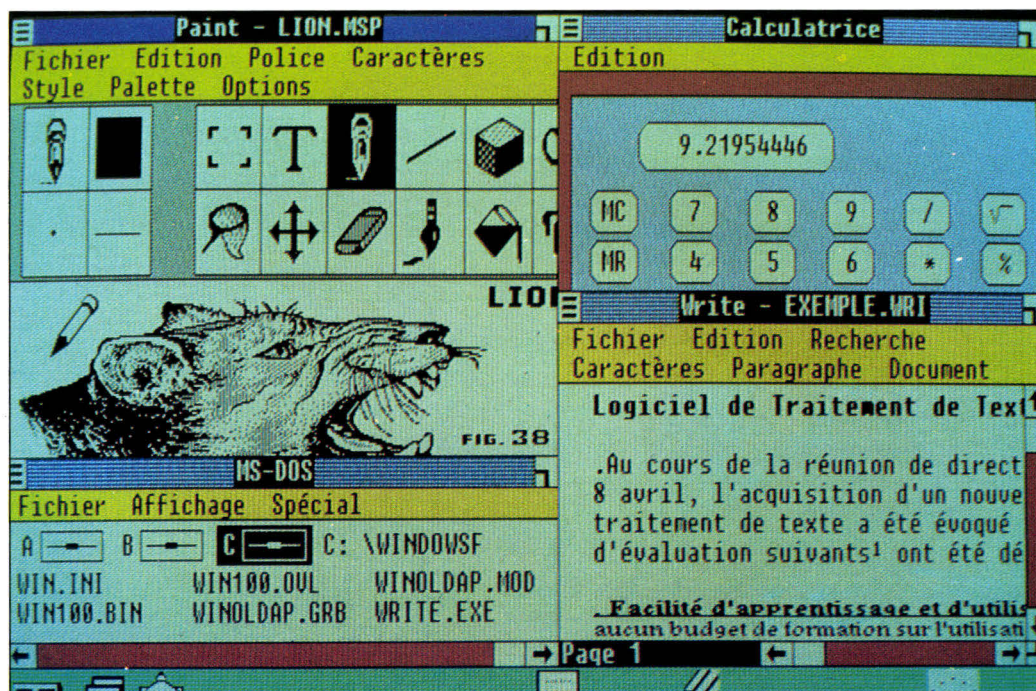 Paint - LION.MSP
Fichier Edition Police Caractères
Style Palette Options
T
LION
FIG. 38
MS-DOS
Fichier Affichage Spécial
A B C C: \WINDOWSF
WIN.INI WIN100.OVL WINOLDAP.MOD
WIN100.BIN WINOLDAP.GRB WRITE.EXE
Calculatrice
Edition
9.21954446
MC 7 8 9 / √
MR 4 5 6 * %
Write - EXEMPLE.WRI
Fichier Edition Recherche
Caractères Paragraphe Document
Logiciel de Traitement de Text
.Au cours de la réunion de direct
8 avril, l'acquisition d'un nouve
traitement de texte a été évoqué
d'évaluation suivants¹ ont été dé
. Facilité d'apprentissage et d'utilis
aucun budget de formation sur l'utilisati
Page 1